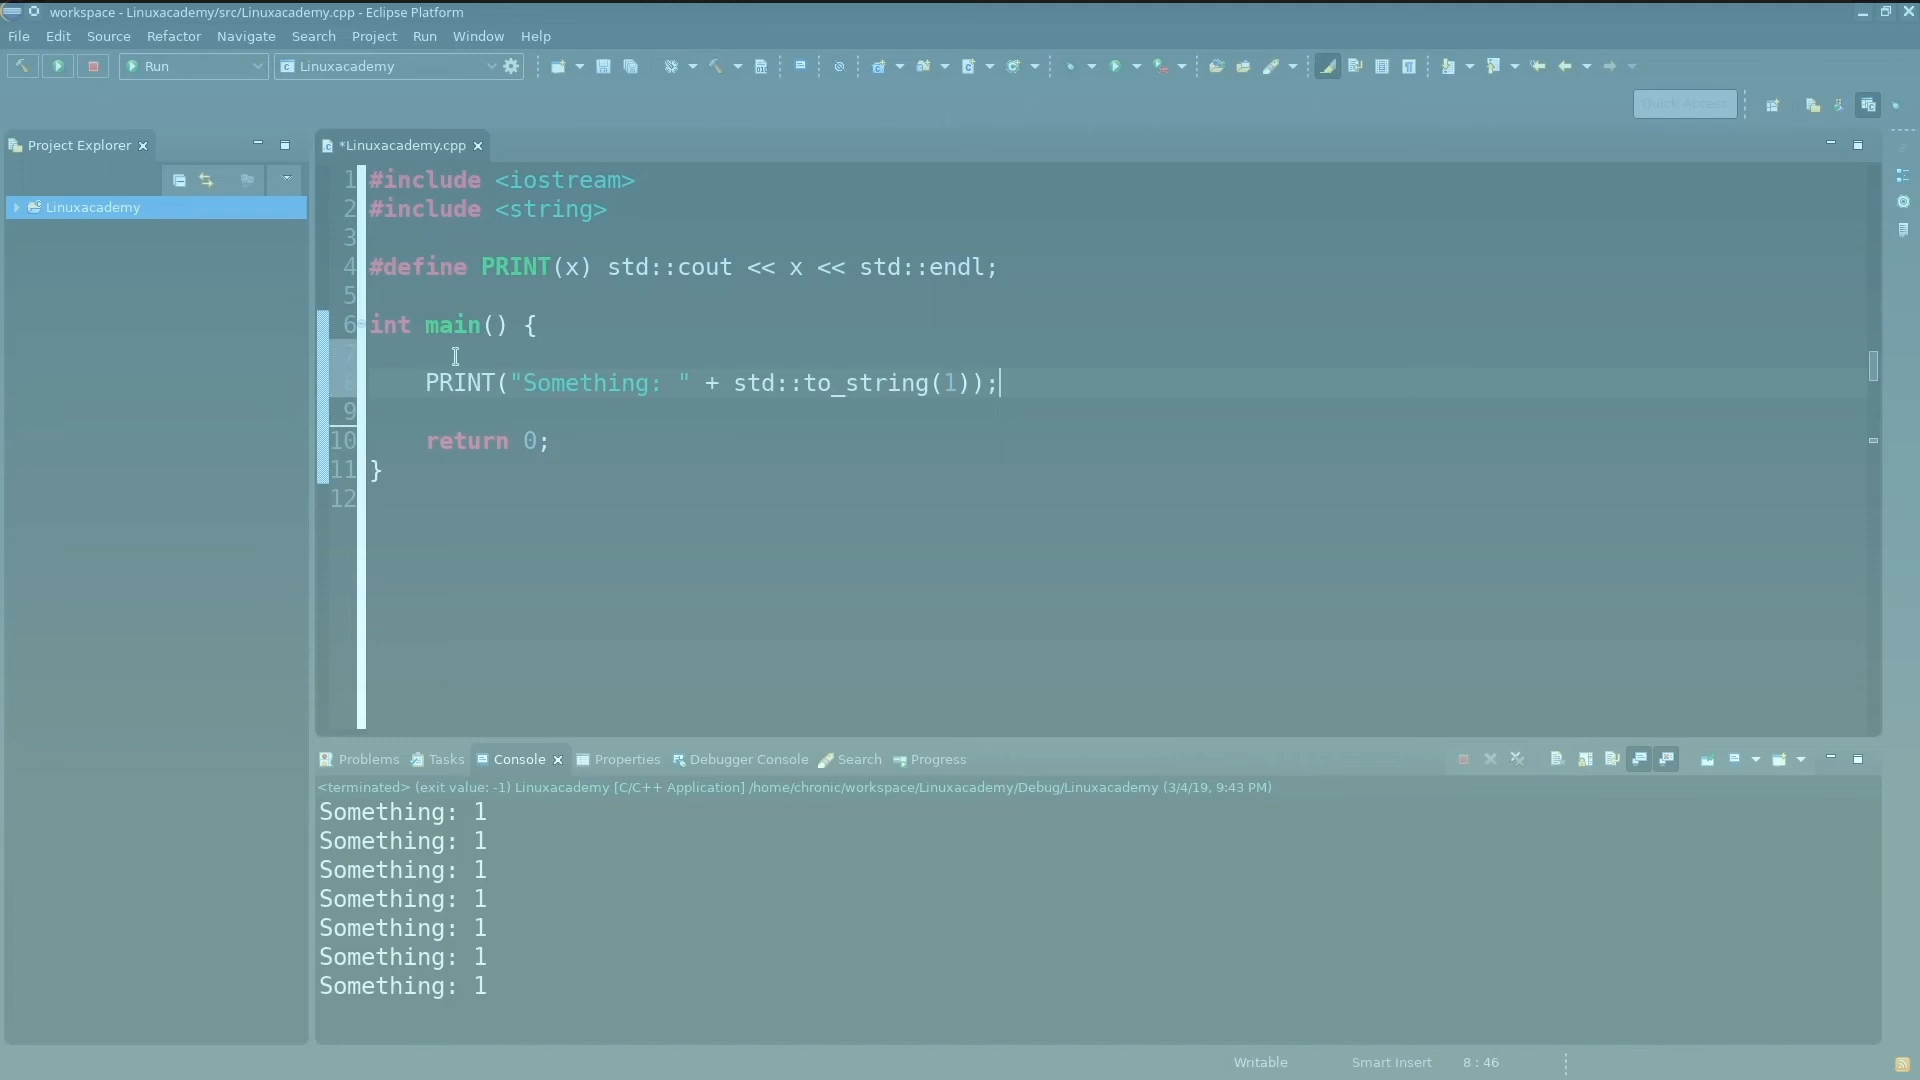 workspace - Linuxacademy/src/Linuxacademy.cpp - Eclipse Platform
File Edit Source Refactor Navigate Search Project Run Window Help
Run Linuxacademy
Quick Access
Project Explorer
Linuxacademy
*Linuxacademy.cpp
1 #include <iostream>
2 #include <string>
3
4 #define PRINT(x) std::cout << x << std::endl;
5
6 int main() {
7
8 PRINT("Something: " + std::to_string(1));
9
10 return 0;
11 }
12
Problems Tasks Console Properties Debugger Console Search Progress
<terminated> (exit value: -1) Linuxacademy [C/C++ Application] /home/chronic/workspace/Linuxacademy/Debug/Linuxacademy (3/4/19, 9:43 PM)
Something: 1
Something: 1
Something: 1
Something: 1
Something: 1
Something: 1
Something: 1
Writable Smart Insert 8 : 46